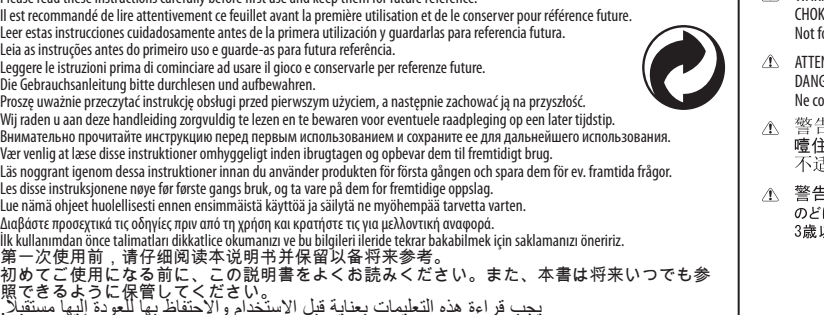 Please read these instructions carefully before first use and keep them for future reference.
Il est recommandé de lire attentivement ce feuillet avant la première utilisation et de le conserver pour référence future.
Leer estas instrucciones cuidadosamente antes de la primera utilización y guardarlas para referencia futura.
Leia as instruções antes do primeiro uso e guarde-as para futura referência.
Leggere le istruzioni prima di cominciare ad usare il gioco e conservarle per referenze future.
Die Gebrauchsanleitung bitte durchlesen und aufbewahren.
Proszę uważnie przeczytać instrukcję obsługi przed pierwszym użyciem, a następnie zachować ją na przyszłość.
Wij raden u aan deze handleiding zorgvuldig te lezen en te bewaren voor eventuele raadpleging op een later tijdstip.
Внимательно прочитайте инструкцию перед первым использованием и сохраните ее для дальнейшего использования.
Vær venlig at læse disse instruktioner omhyggeligt inden ibrugtagen og opbevar dem til fremtidigt brug.
Läs noggrant igenom dessa instruktioner innan du använder produkten för första gången och spara dem för ev. framtida frågor.
Les disse instruksjonene nøye før første gangs bruk, og ta vare på dem for fremtidige oppslag.
Lue nämä ohjeet huolellisesti ennen ensimmäistä käyttöä ja säilytä ne myöhempää tarvetta varten.
Διαβάστε προσεχτικά τις οδηγίες πριν από τη χρήση και κρατήστε τις για μελλοντική αναφορά.
İlk kullanımdan önce talimatları dikkatlice okumanızı ve bu bilgileri ileride tekrar bakabilmek için saklamanızı öneririz.
第一次使用前，请仔细阅读本说明书并保留以备将来参考。
初めてご使用になる前に、この説明書をよくお読みください。また、本書は将来いつでも参
照できるように保管してください。
يجب قراءة هذه التعليمات بعناية قبل الاستخدام والاحتفاظ بها للعودة إليها مستقبلاً.
CHOK
Not fo
ATTEN
DANG
Ne co
警告
噎住
不适
警告
のどに
3歳以